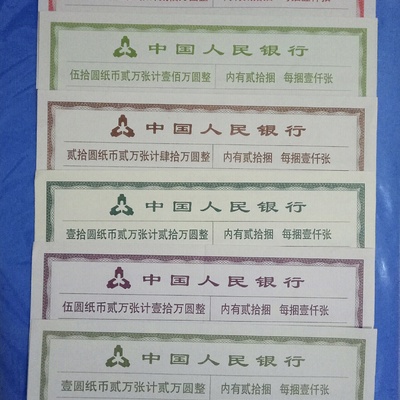 中国人民银行
伍拾圆纸币贰万张计壹佰万圆整 内有贰拾捆 每捆壹仟张
中国人民银行
贰拾圆纸币贰万张计肆拾万圆整 内有贰拾捆 每捆壹仟张
中国人民银行
壹拾圆纸币贰万张计贰拾万圆整 内有贰拾捆 每捆壹仟张
中国人民银行
伍圆纸币贰万张计壹拾万圆整 内有贰拾捆 每捆壹仟张
中国人民银行
壹圆纸币贰万张计贰万圆整 内有贰拾捆 每捆壹仟张